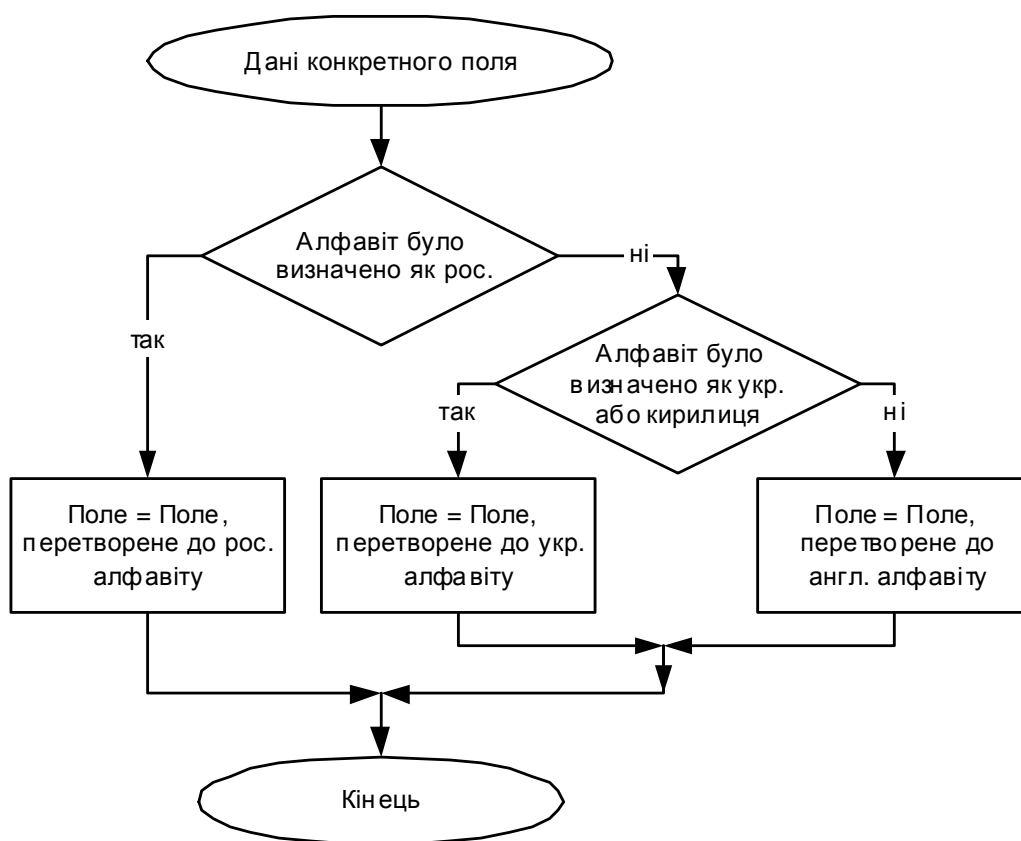 Дані конкретного поля
Алфавіт було
визначено як рос.
ні
так
Алфавіт було
визначено як укр.
або кирилиця
так
ні
Поле = Поле,
перетворене до рос.
алфавіту
Поле = Поле,
перетворене до укр.
алфавіту
Поле = Поле,
перетворене до
англ. алфавіту
Кінець